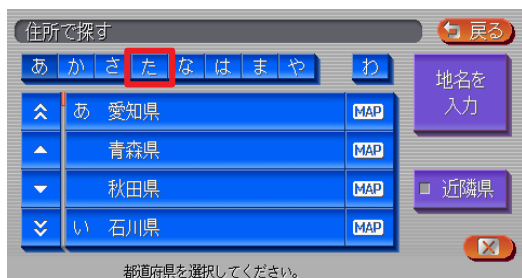 住所で探す 戻る
あ か さ た な は ま や わ
地名を
入力
あ 愛知県 MAP
青森県 MAP
秋田県 MAP
近隣県
い 石川県 MAP
都道府県を選択してください。